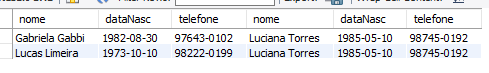 nome dataNasc telefone nome dataNasc telefone
Gabriela Gabbi 1982-08-30 97643-0102 Luciana Torres 1985-05-10 98745-0192
Lucas Limeira 1973-10-10 98222-0199 Luciana Torres 1985-05-10 98745-0192